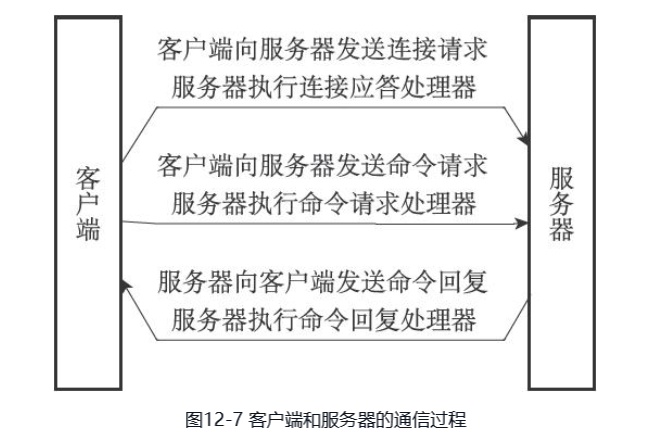 客户端向服务器发送连接请求
服务器执行连接应答处理器
客户端
客户端向服务器发送命令请求
服务器执行命令请求处理器
服务器
服务器向客户端发送命令回复
服务器执行命令回复处理器
图12-7 客户端和服务器的通信过程